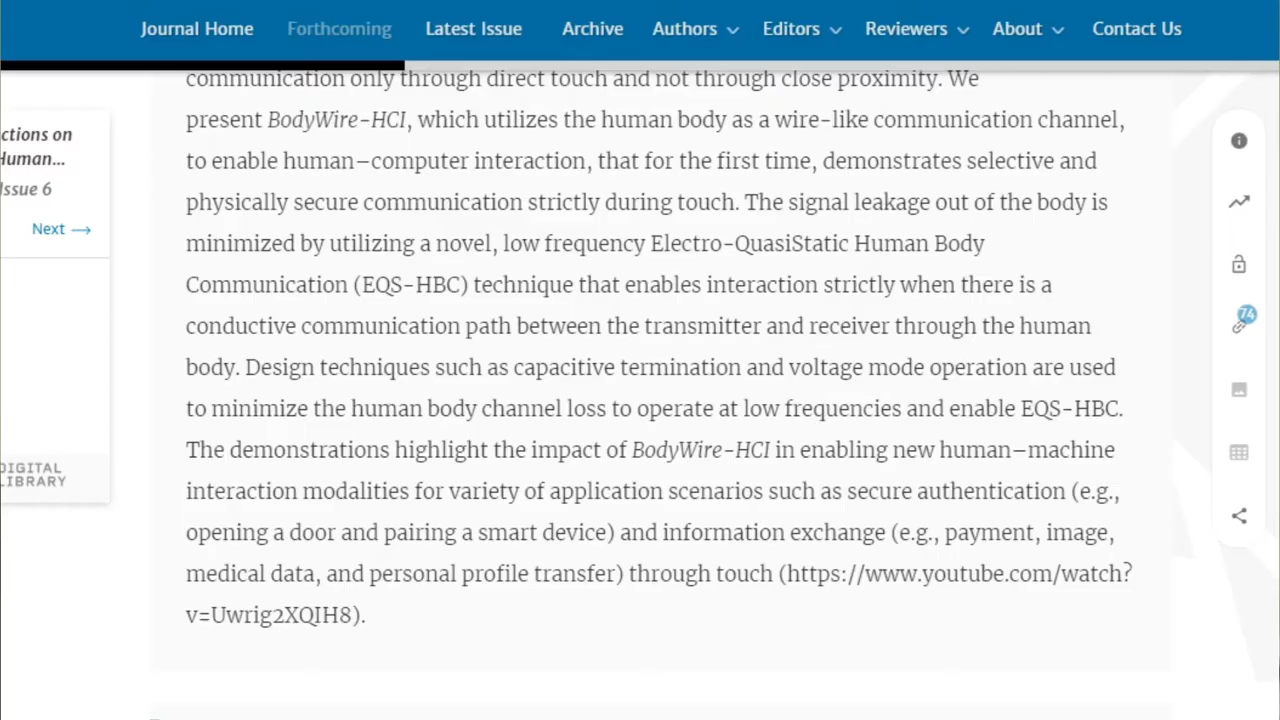 Journal Home Forthcoming Latest Issue Archive Authors Editors Reviewers About Contact Us
communication only through direct touch and not through close proximity. We
present BodyWire-HCI, which utilizes the human body as a wire-like communication channel,
to enable human–computer interaction, that for the first time, demonstrates selective and
physically secure communication strictly during touch. The signal leakage out of the body is
minimized by utilizing a novel, low frequency Electro-QuasiStatic Human Body
Communication (EQS-HBC) technique that enables interaction strictly when there is a
conductive communication path between the transmitter and receiver through the human
body. Design techniques such as capacitive termination and voltage mode operation are used
to minimize the human body channel loss to operate at low frequencies and enable EQS-HBC.
The demonstrations highlight the impact of BodyWire-HCI in enabling new human–machine
interaction modalities for variety of application scenarios such as secure authentication (e.g.,
opening a door and pairing a smart device) and information exchange (e.g., payment, image,
medical data, and personal profile transfer) through touch (https://www.youtube.com/watch?
v=Uwrig2XQIH8).
ctions on
Human...
Issue 6
Next →
DIGITAL
LIBRARY
74